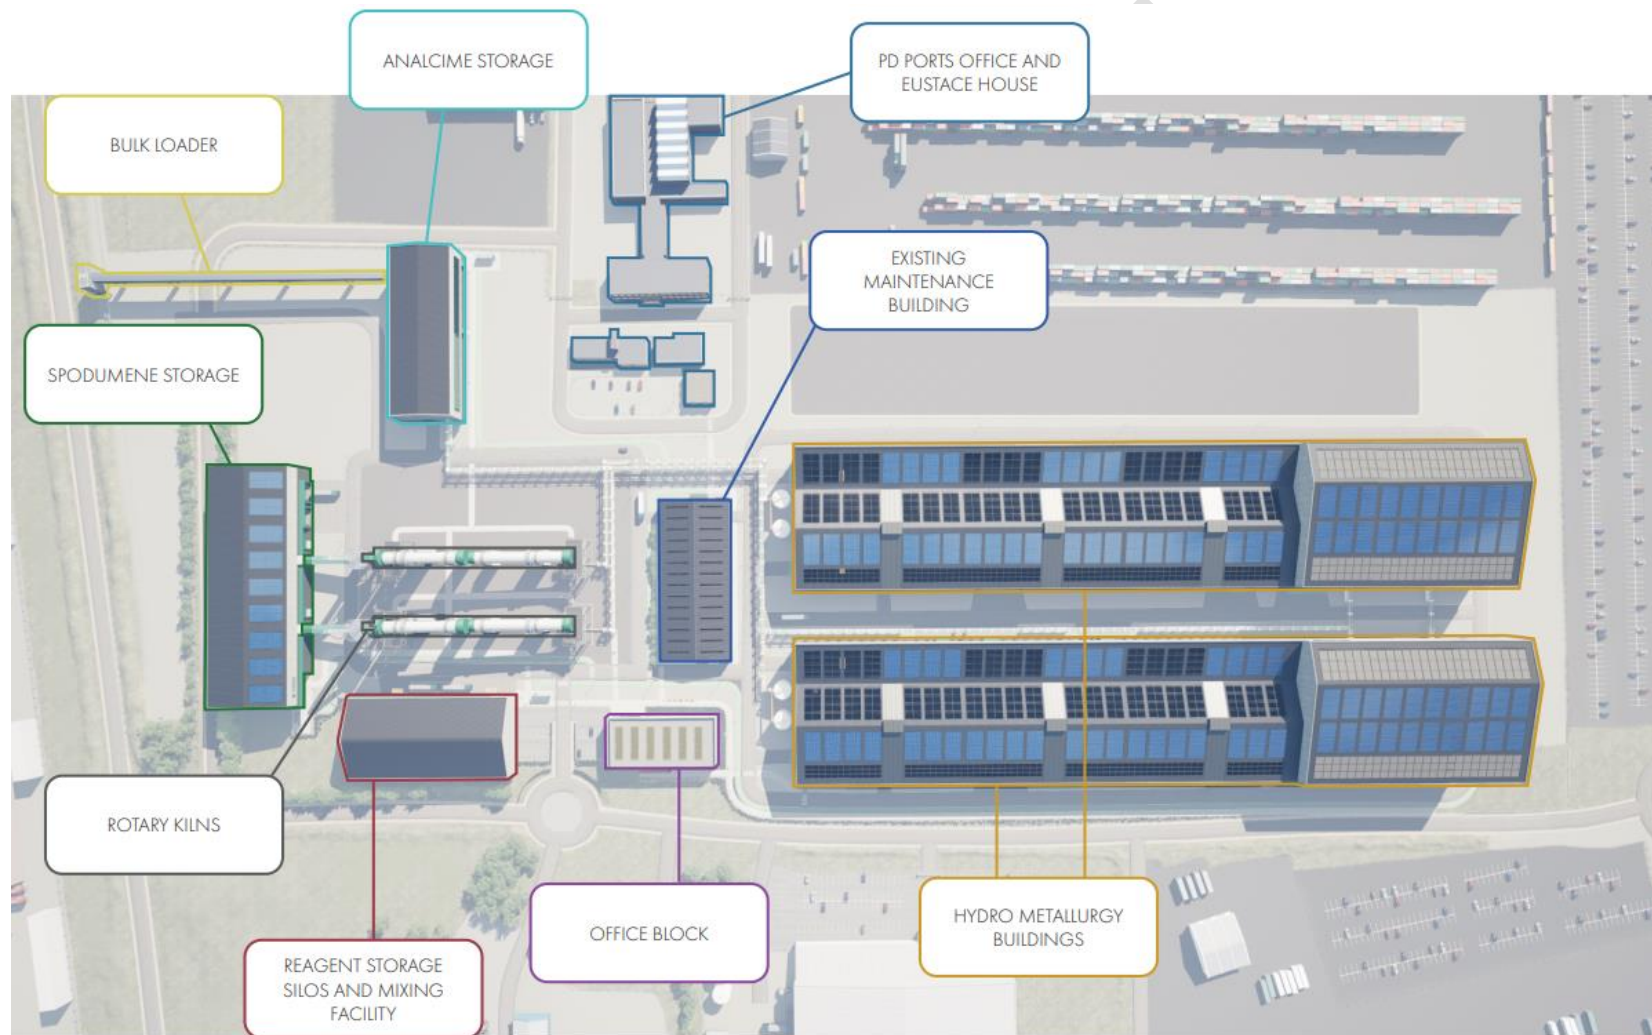 ANALCIME STORAGE
PD PORTS OFFICE AND
EUSTACE HOUSE
BULK LOADER
EXISTING
MAINTENANCE
BUILDING
SPODUMENE STORAGE
ROTARY KILNS
OFFICE BLOCK
HYDRO METALLURGY
BUILDINGS
REAGENT STORAGE
SILOS AND MIXING
FACILITY